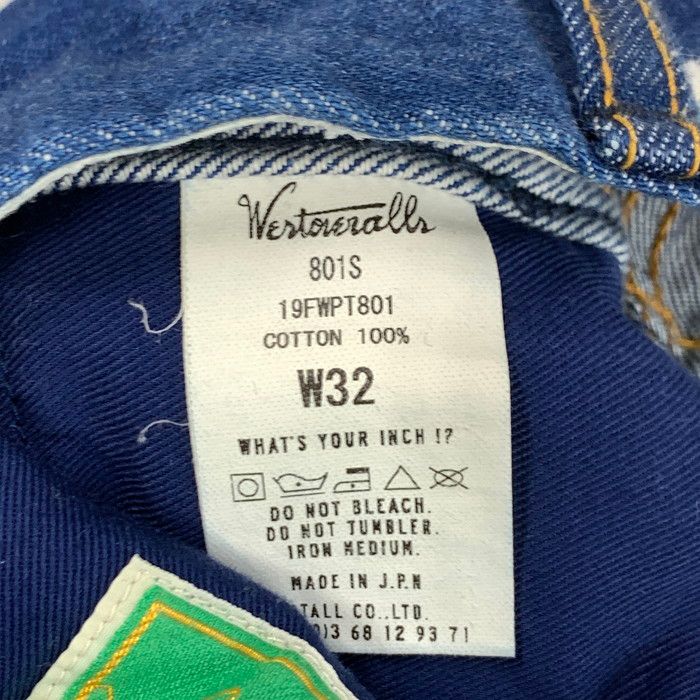 Westoveralls
801S
19FWPT801
COTTON 100%
W32
WHAT'S YOUR INCH !?
DO NOT BLEACH.
DO NOT TUMBLER.
IRON MEDIUM.
MADE IN J.P.N
TALL CO.,LTD.
)3 68 12 93 71